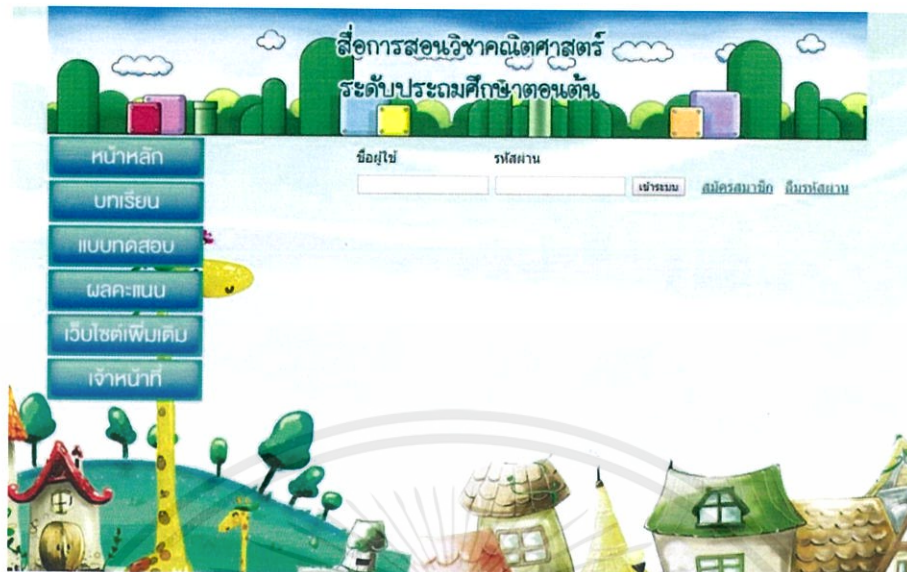 สื่อการสอนวิชาคณิตศาสตร์
ระดับประถมศึกษาตอนต้น
หน้าหลัก
บทเรียน
แบบทดสอบ
ผลคะแนน
เว็บไซต์เพิ่มเติม
เจ้าหน้าที่
ชื่อผู้ใช้ รหัสผ่าน
เข้าระบบ สมัครสมาชิก ลืมรหัสผ่าน